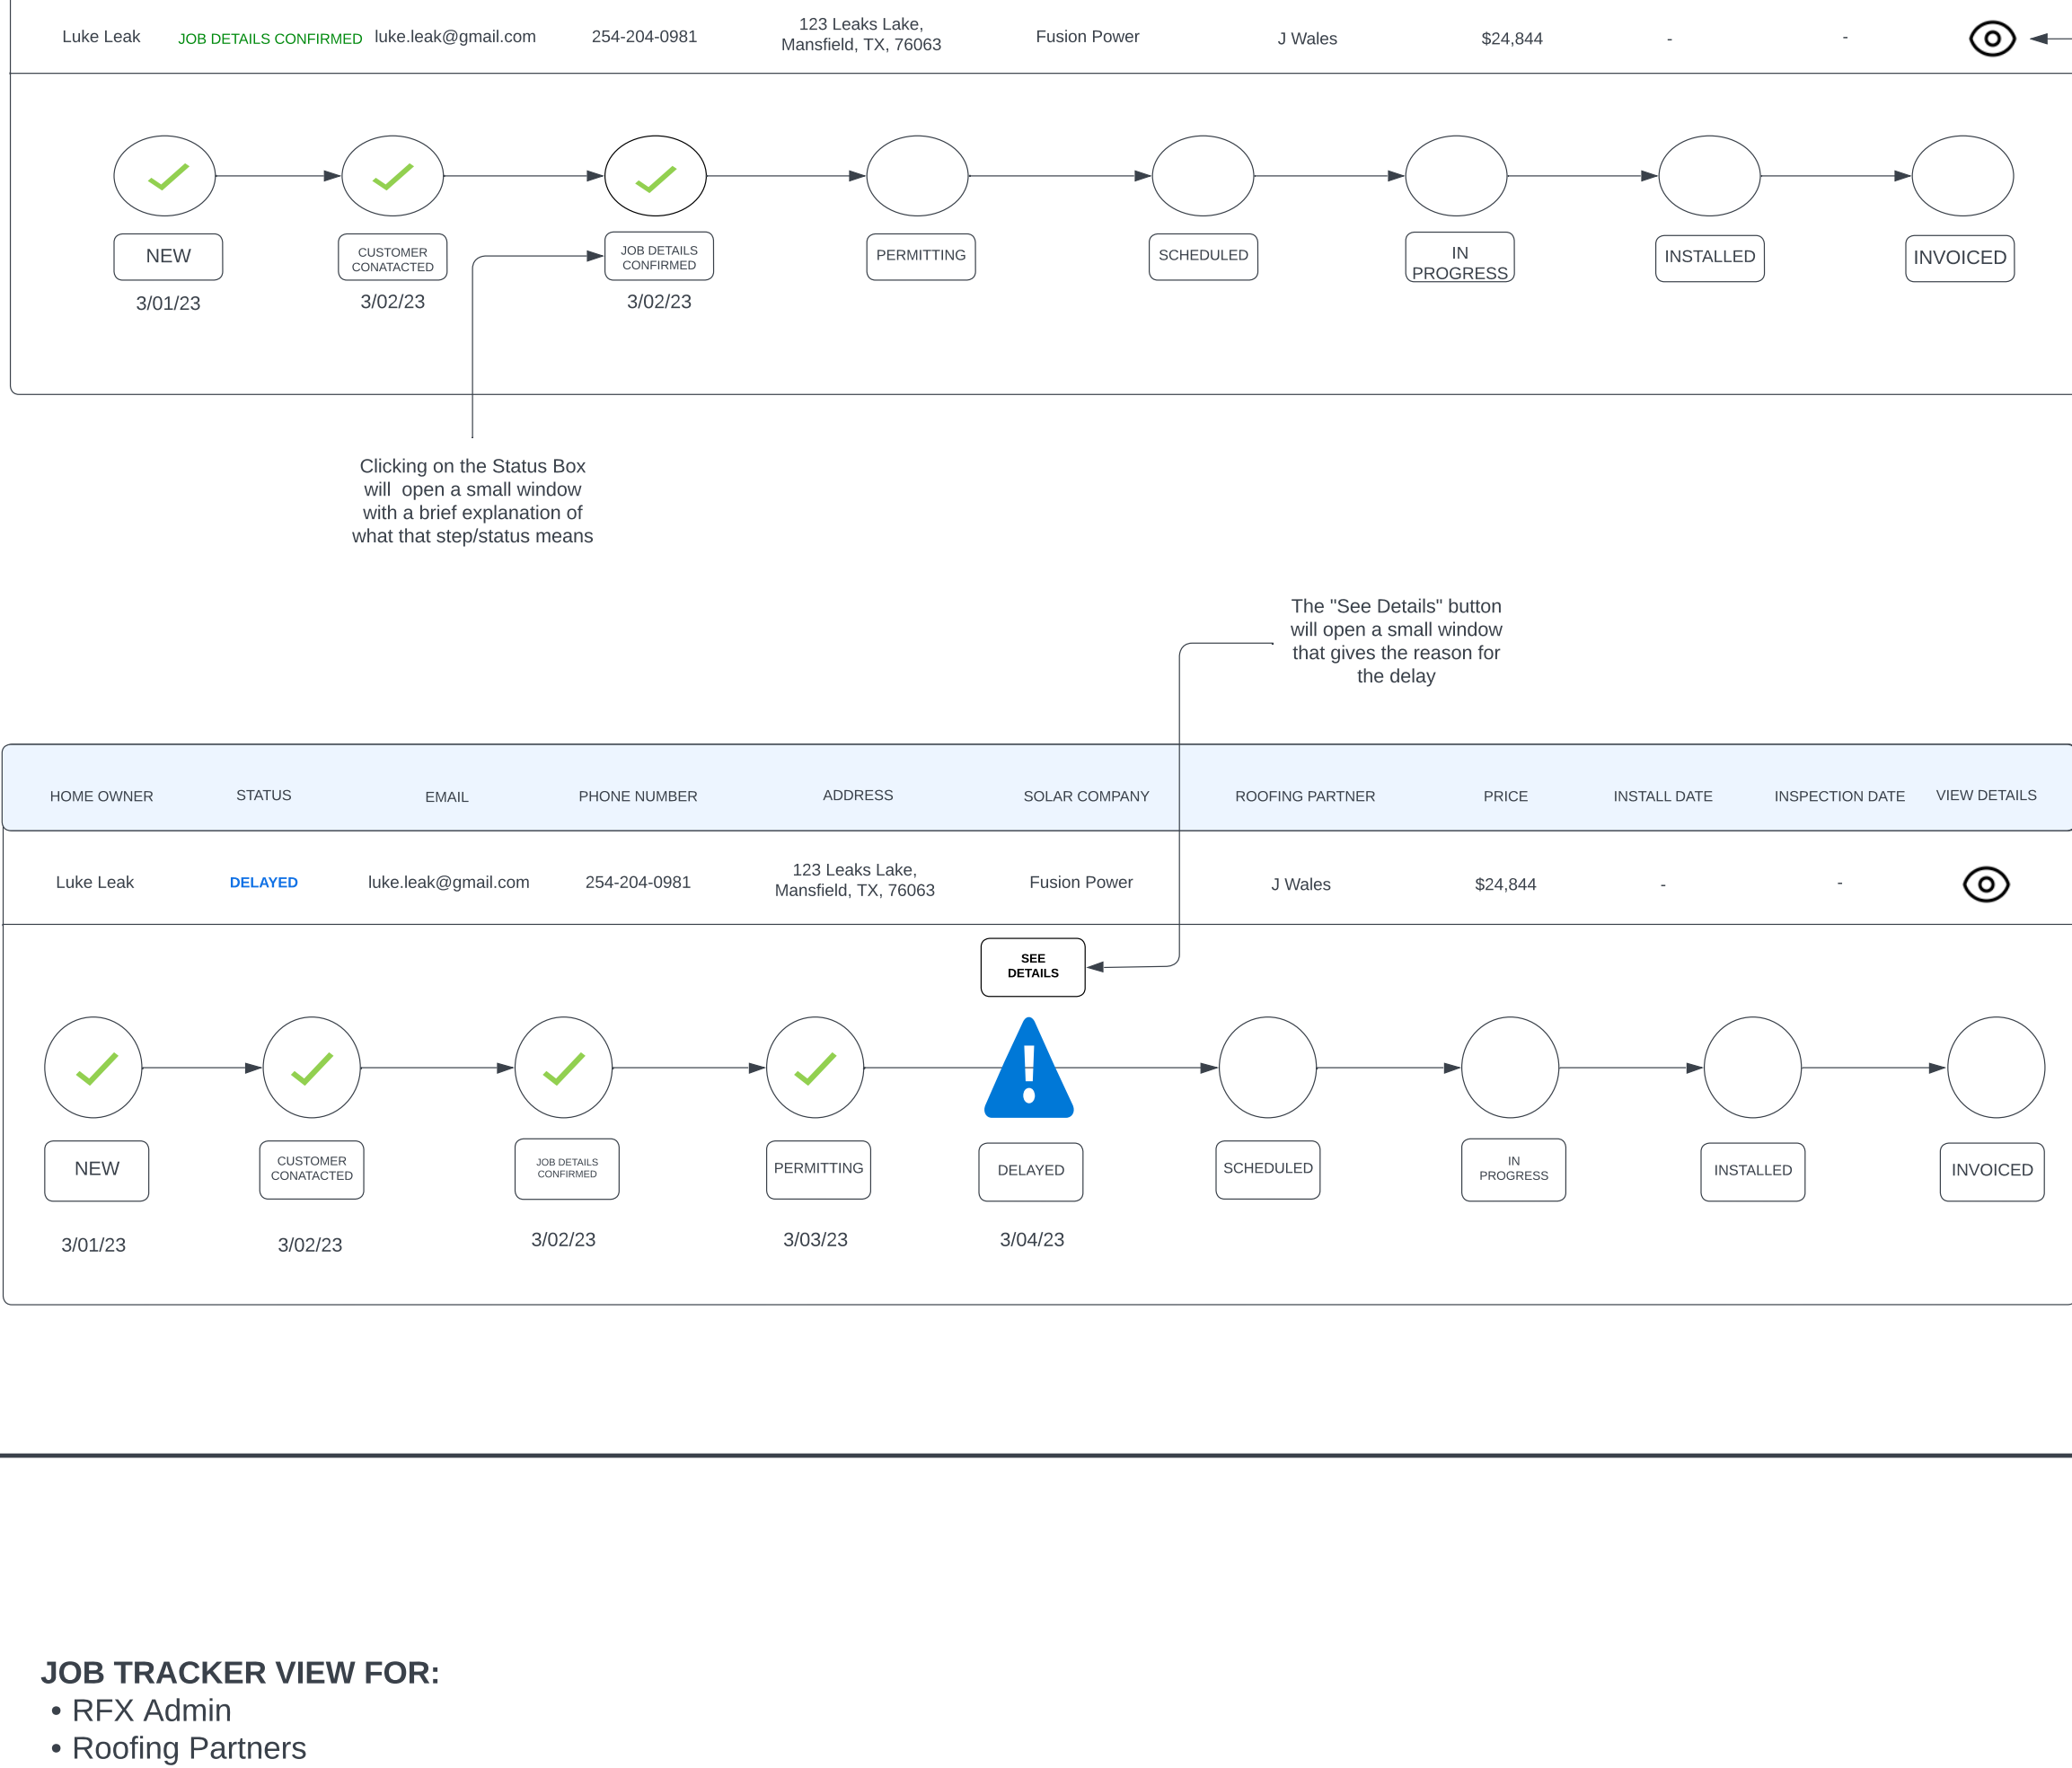 Luke Leak JOB DETAILS CONFIRMED luke.leak@gmail.com 254-204-0981 123 Leaks Lake, Fusion Power J Wales $24,844 - -
Mansfield, TX, 76063
NEW CUSTOMER JOB DETAILS PERMITTING SCHEDULED IN INSTALLED INVOICED
CONATACTED CONFIRMED PROGRESS
3/01/23 3/02/23 3/02/23
Clicking on the Status Box
will open a small window
with a brief explanation of
what that step/status means
The "See Details" button
will open a small window
that gives the reason for
the delay
HOME OWNER STATUS EMAIL PHONE NUMBER ADDRESS SOLAR COMPANY ROOFING PARTNER PRICE INSTALL DATE INSPECTION DATE VIEW DETAILS
Luke Leak DELAYED luke.leak@gmail.com 254-204-0981 123 Leaks Lake, Fusion Power J Wales $24,844 - -
Mansfield, TX, 76063
SEE
DETAILS
NEW CUSTOMER JOB DETAILS PERMITTING DELAYED SCHEDULED IN INSTALLED INVOICED
CONATACTED CONFIRMED PROGRESS
3/01/23 3/02/23 3/02/23 3/03/23 3/04/23
JOB TRACKER VIEW FOR:
• RFX Admin
• Roofing Partners